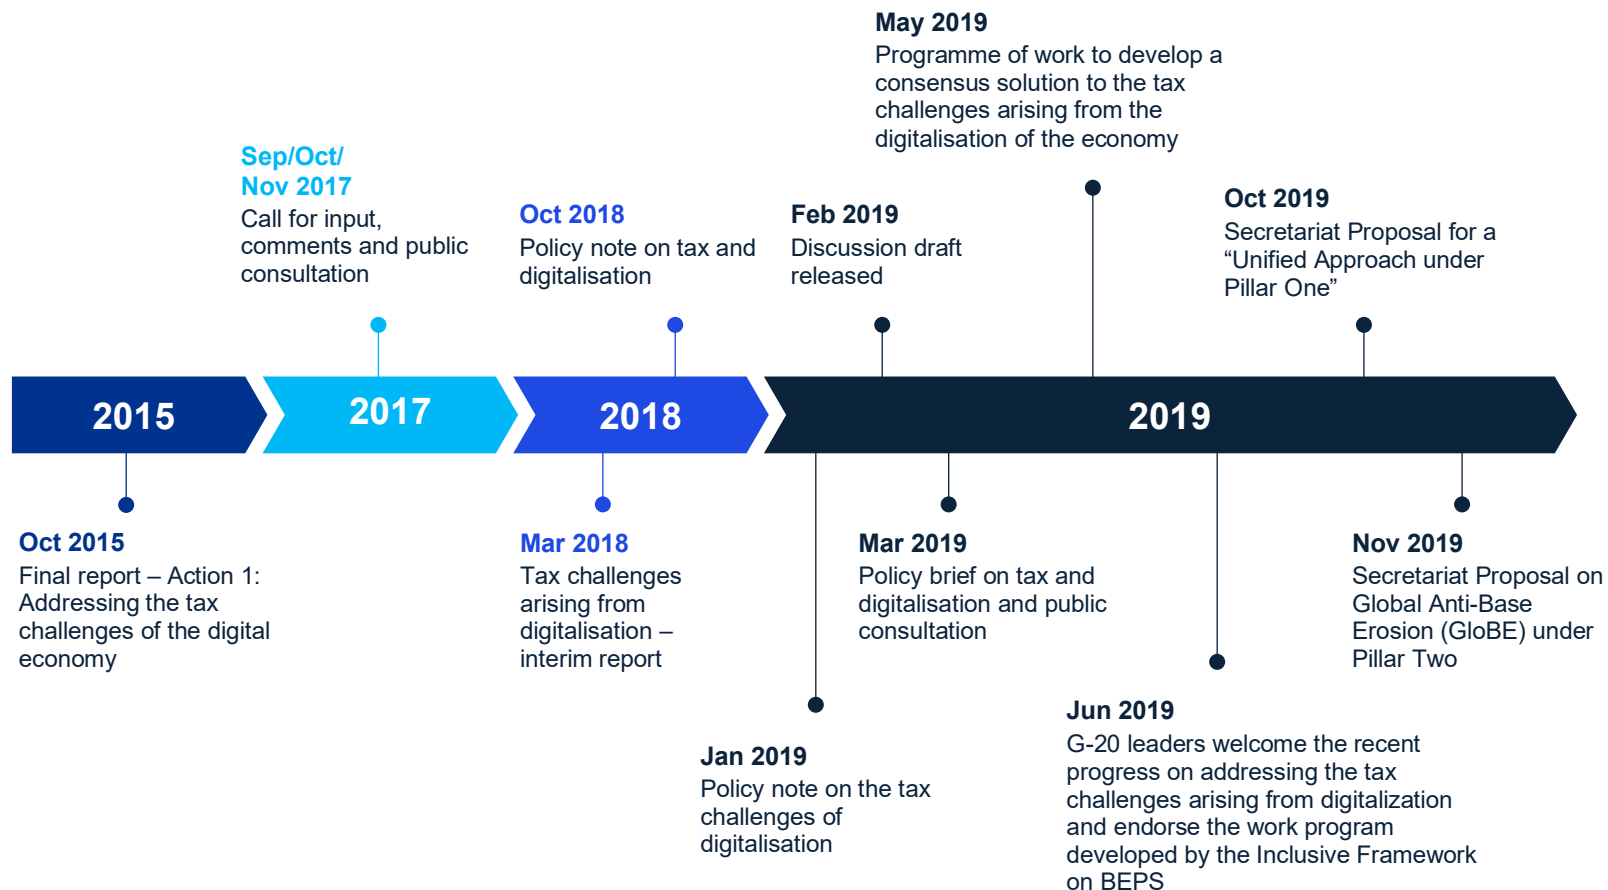 May 2019
Programme of work to develop a
consensus solution to the tax
challenges arising from the
digitalisation of the economy
Sep/Oct/
Nov 2017
Call for input,
comments and public
consultation
Oct 2018
Policy note on tax and
digitalisation
Feb 2019
Discussion draft
released
Oct 2019
Secretariat Proposal for a
“Unified Approach under
Pillar One”
2015
2017
2018
2019
Oct 2015
Final report – Action 1:
Addressing the tax
challenges of the digital
economy
Mar 2018
Tax challenges
arising from
digitalisation –
interim report
Jan 2019
Policy note on the tax
challenges of
digitalisation
Mar 2019
Policy brief on tax and
digitalisation and public
consultation
Jun 2019
G-20 leaders welcome the recent
progress on addressing the tax
challenges arising from digitalization
and endorse the work program
developed by the Inclusive Framework
on BEPS
Nov 2019
Secretariat Proposal on
Global Anti-Base
Erosion (GloBE) under
Pillar Two